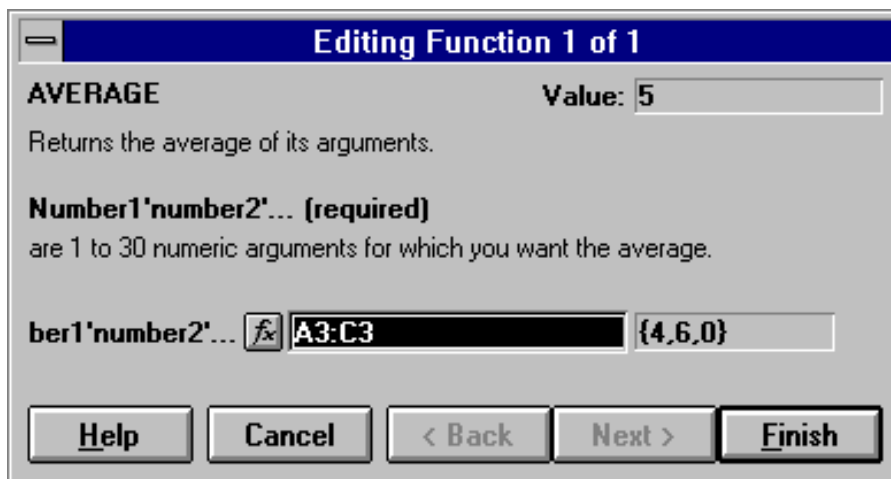 Editing Function 1 of 1
AVERAGE Value: 5
Returns the average of its arguments.
Number1'number2'... (required)
are 1 to 30 numeric arguments for which you want the average.
ber1'number2'... fx A3:C3 {4,6,0}
Help Cancel < Back Next > Finish